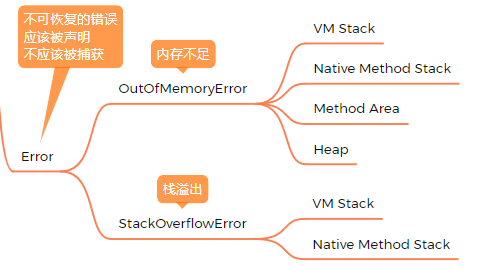 不可恢复的错误
应该被声明
不应该被捕获
Error
内存不足
OutOfMemoryError
VM Stack
Native Method Stack
Method Area
Heap
栈溢出
StackOverflowError
VM Stack
Native Method Stack